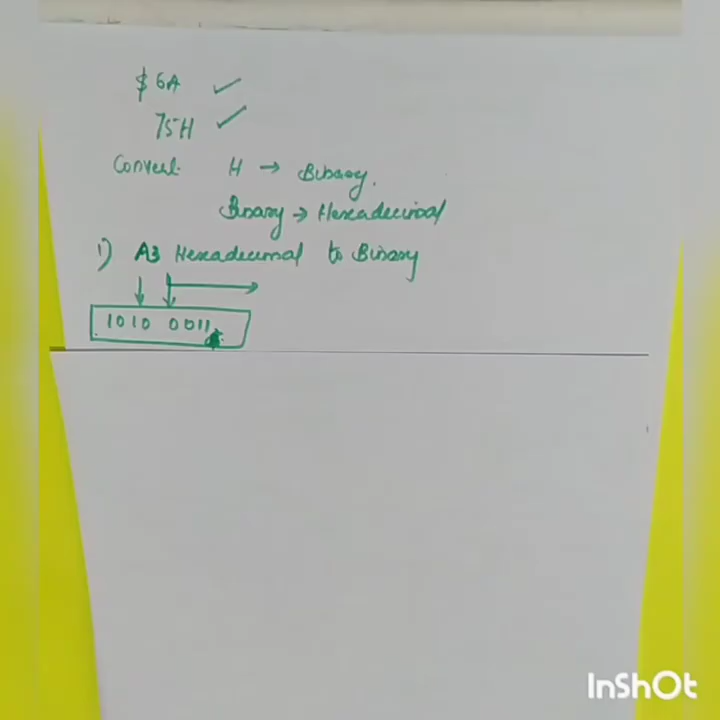 $6A ✓
75H ✓
Convert H → Binary.
Binary → Hexadecimal
1) A3 Hexadecimal to Binary
1010 0011
InShOt